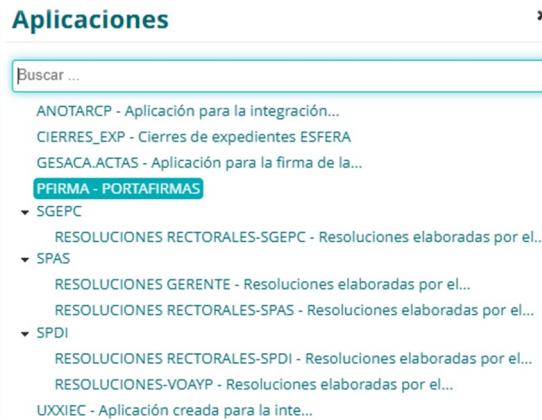 Aplicaciones
Buscar ...
ANOTARCP - Aplicación para la integración...
CIERRES_EXP - Cierres de expedientes ESFERA
GESACA.ACTAS - Aplicación para la firma de la...
PFIRMA - PORTAFIRMAS
SGEPC
RESOLUCIONES RECTORALES-SGEPC - Resoluciones elaboradas por el..
SPAS
RESOLUCIONES GERENTE - Resoluciones elaboradas por el...
RESOLUCIONES RECTORALES-SPAS - Resoluciones elaboradas por el...
SPDI
RESOLUCIONES RECTORALES-SPDI - Resoluciones elaboradas por el...
RESOLUCIONES-VOAYP - Resoluciones elaboradas por el...
UXXIEC - Aplicación creada para la inte...